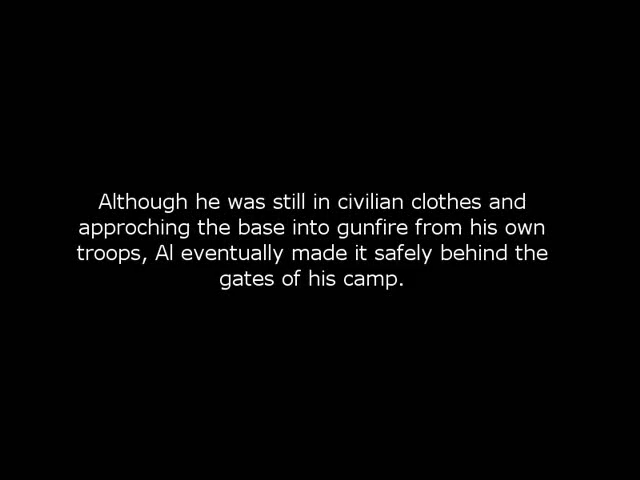 Although he was still in civilian clothes and
approching the base into gunfire from his own
troops, Al eventually made it safely behind the
gates of his camp.